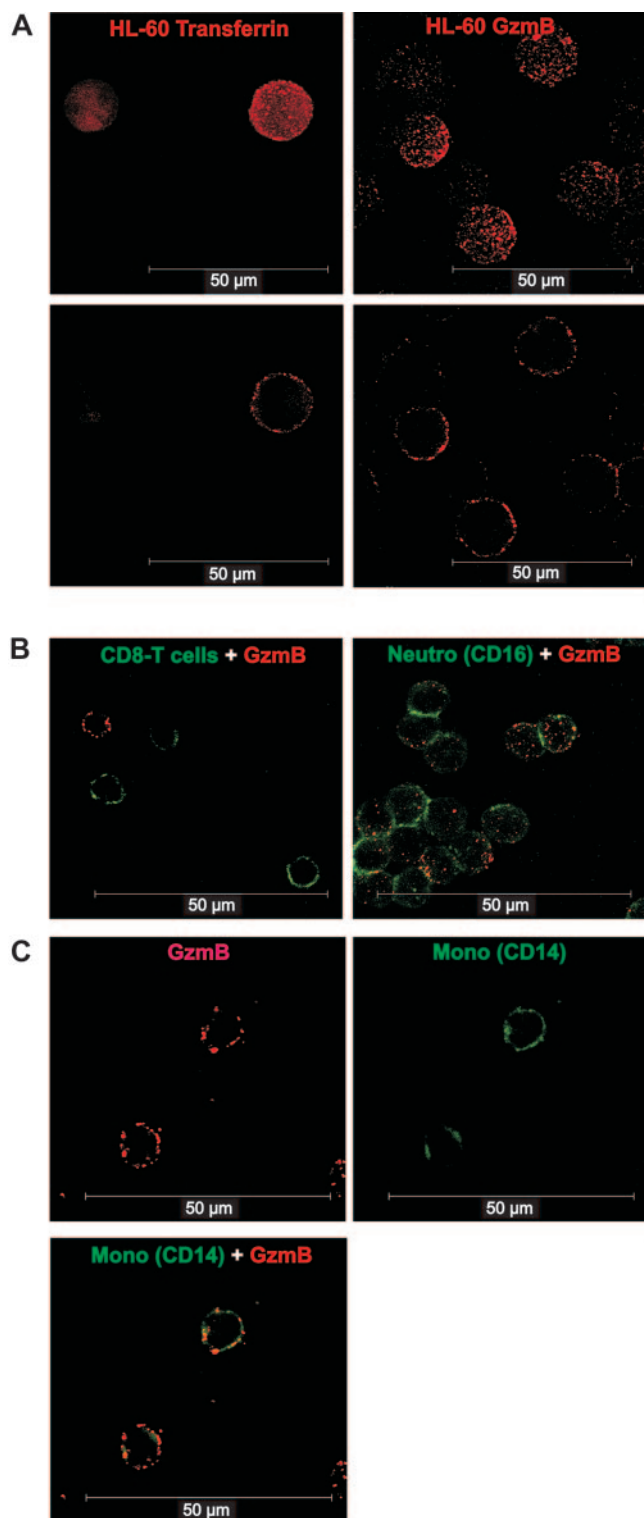 A
HL-60 Transferrin
HL-60 GzmB
50 µm
50 µm
50 µm
50 µm
B
CD8-T cells + GzmB
Neutro (CD16) + GzmB
50 µm
50 µm
C
GzmB
Mono (CD14)
50 µm
50 µm
Mono (CD14) + GzmB
50 µm